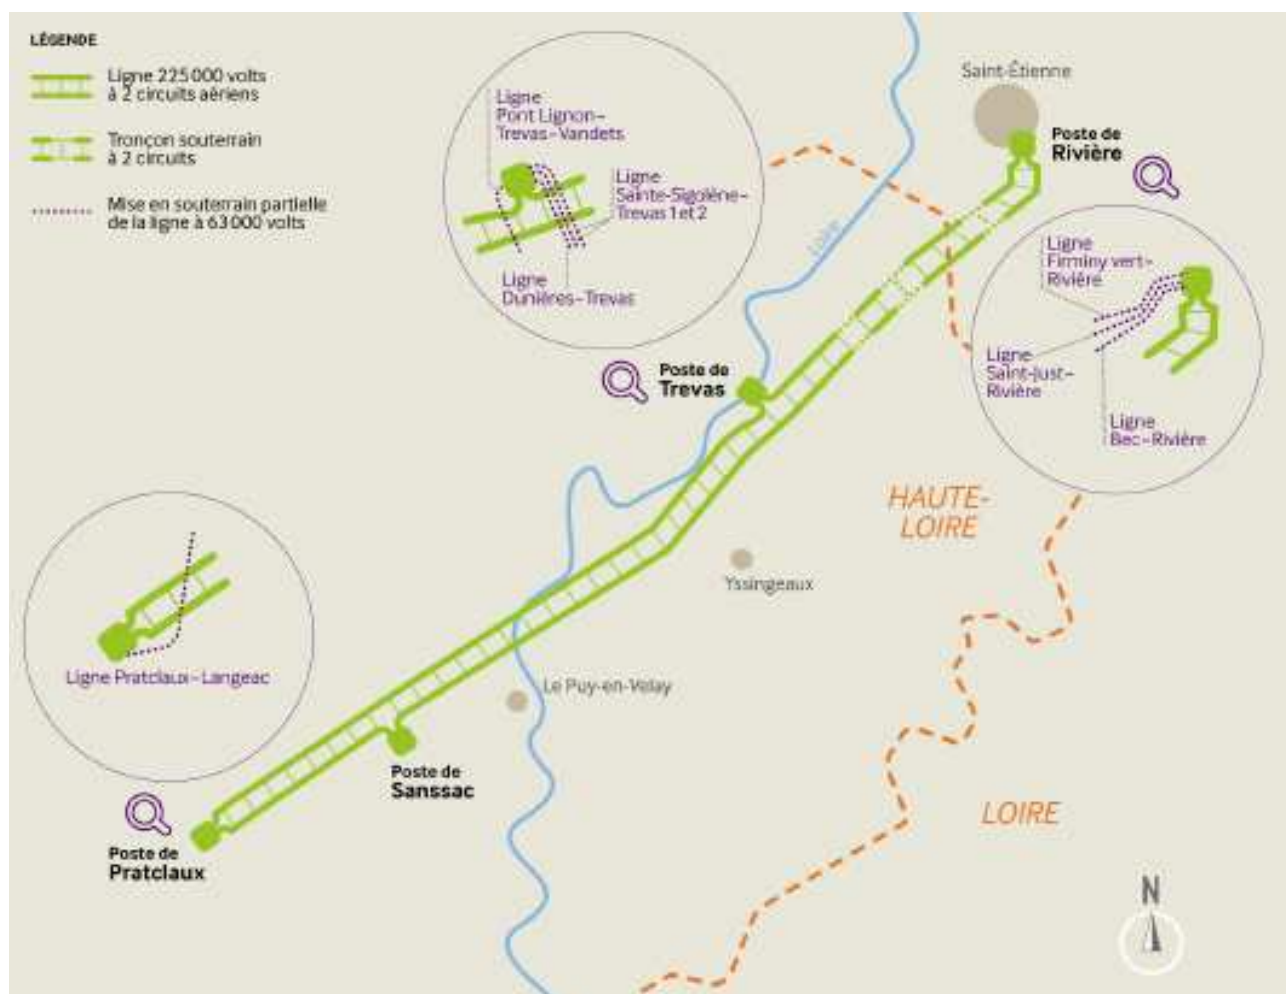 LÉGENDE
Ligne 225 000 volts
à 2 circuits aériens
Tronçon souterrain
à 2 circuits
Mise en souterrain partielle
de la ligne à 63 000 volts
Ligne
Pont Lignon–
Trevas–Vandets
Ligne
Sainte-Sigolène–
Trevas 1 et 2
Ligne
Dunières–Trevas
Saint-Étienne
Poste de
Rivière
Loire
Ligne
Firminy vert–
Rivière
Ligne
Saint-Just–
Rivière
Ligne
Bec–Rivière
Poste de
Trevas
HAUTE-
LOIRE
Yssingeaux
Ligne Pratclaux–Langeac
Le Puy-en-Velay
Poste de
Sanssac
Poste de
Pratclaux
LOIRE
N